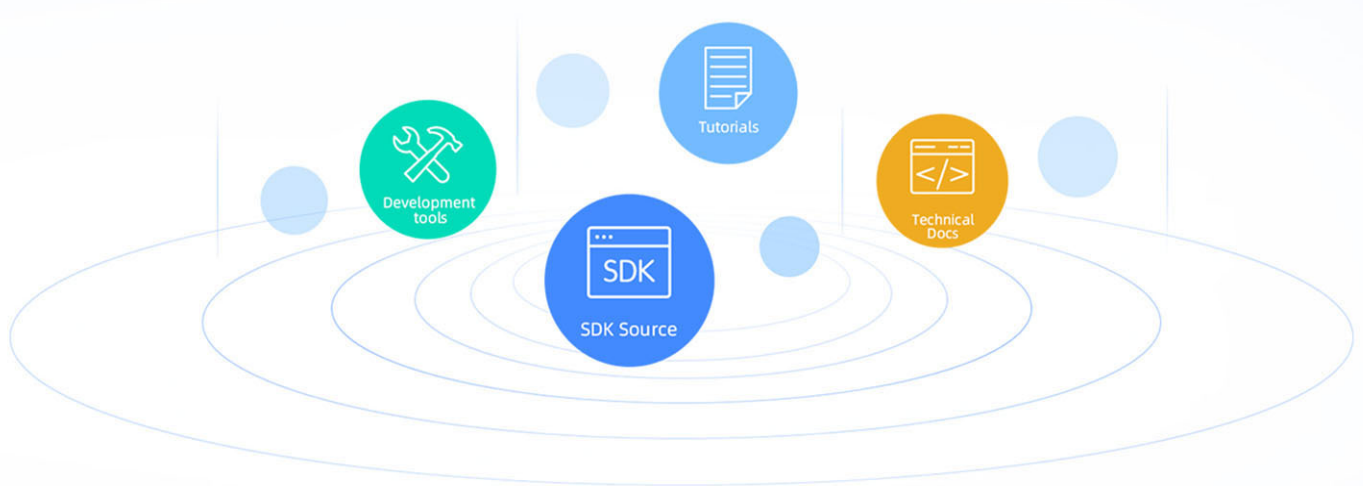 Tutorials
Development
tools
Technical
Docs
</>
SDK
SDK Source